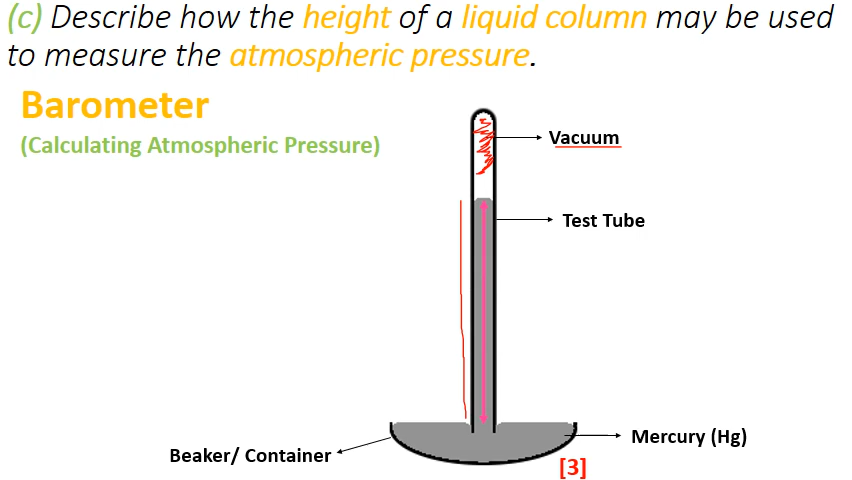 (c) Describe how the height of a liquid column may be used
to measure the atmospheric pressure.
Barometer
(Calculating Atmospheric Pressure)
Vacuum
Test Tube
Mercury (Hg)
Beaker/ Container
[3]